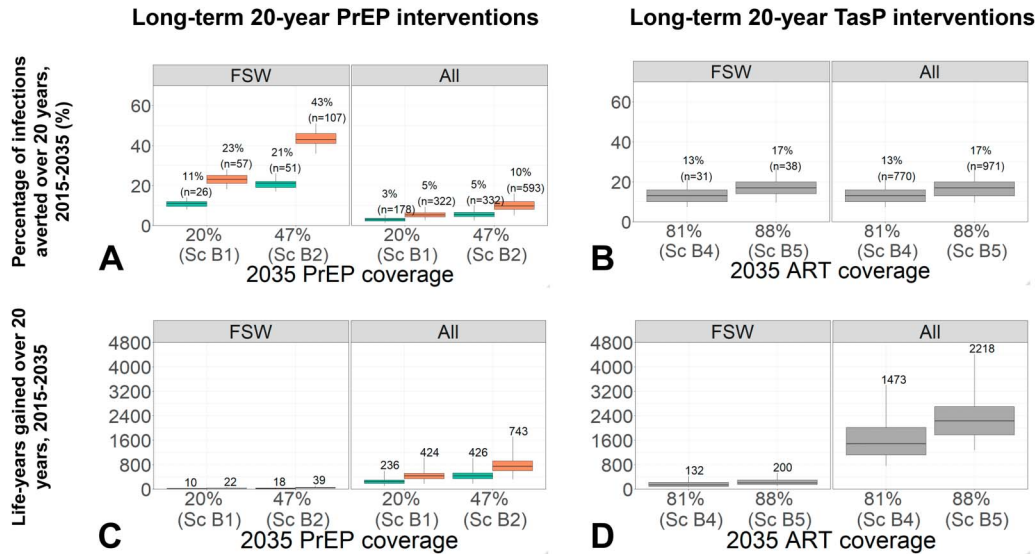 Long-term 20-year PrEP interventions
Long-term 20-year TasP interventions
Percentage of infections
averted over 20 years,
2015-2035 (%)
FSW
All
60
40
20
0
11%
(n=26)
23%
(n=57)
21%
(n=51)
43%
(n=107)
3%
(n=178)
5%
(n=322)
5%
(n=332)
10%
(n=593)
20%
(Sc B1)
47%
(Sc B2)
20%
(Sc B1)
47%
(Sc B2)
A
2035 PrEP coverage
FSW
All
60
40
20
0
13%
(n=31)
17%
(n=38)
13%
(n=770)
17%
(n=971)
81%
(Sc B4)
88%
(Sc B5)
81%
(Sc B4)
88%
(Sc B5)
B
2035 ART coverage
Life-years gained over 20
years, 2015-2035
FSW
All
4800
4000
3200
2400
1600
800
0
10
22
18
39
236
424
426
743
20%
(Sc B1)
47%
(Sc B2)
20%
(Sc B1)
47%
(Sc B2)
C
2035 PrEP coverage
FSW
All
4800
4000
3200
2400
1600
800
0
132
200
1473
2218
81%
(Sc B4)
88%
(Sc B5)
81%
(Sc B4)
88%
(Sc B5)
D
2035 ART coverage